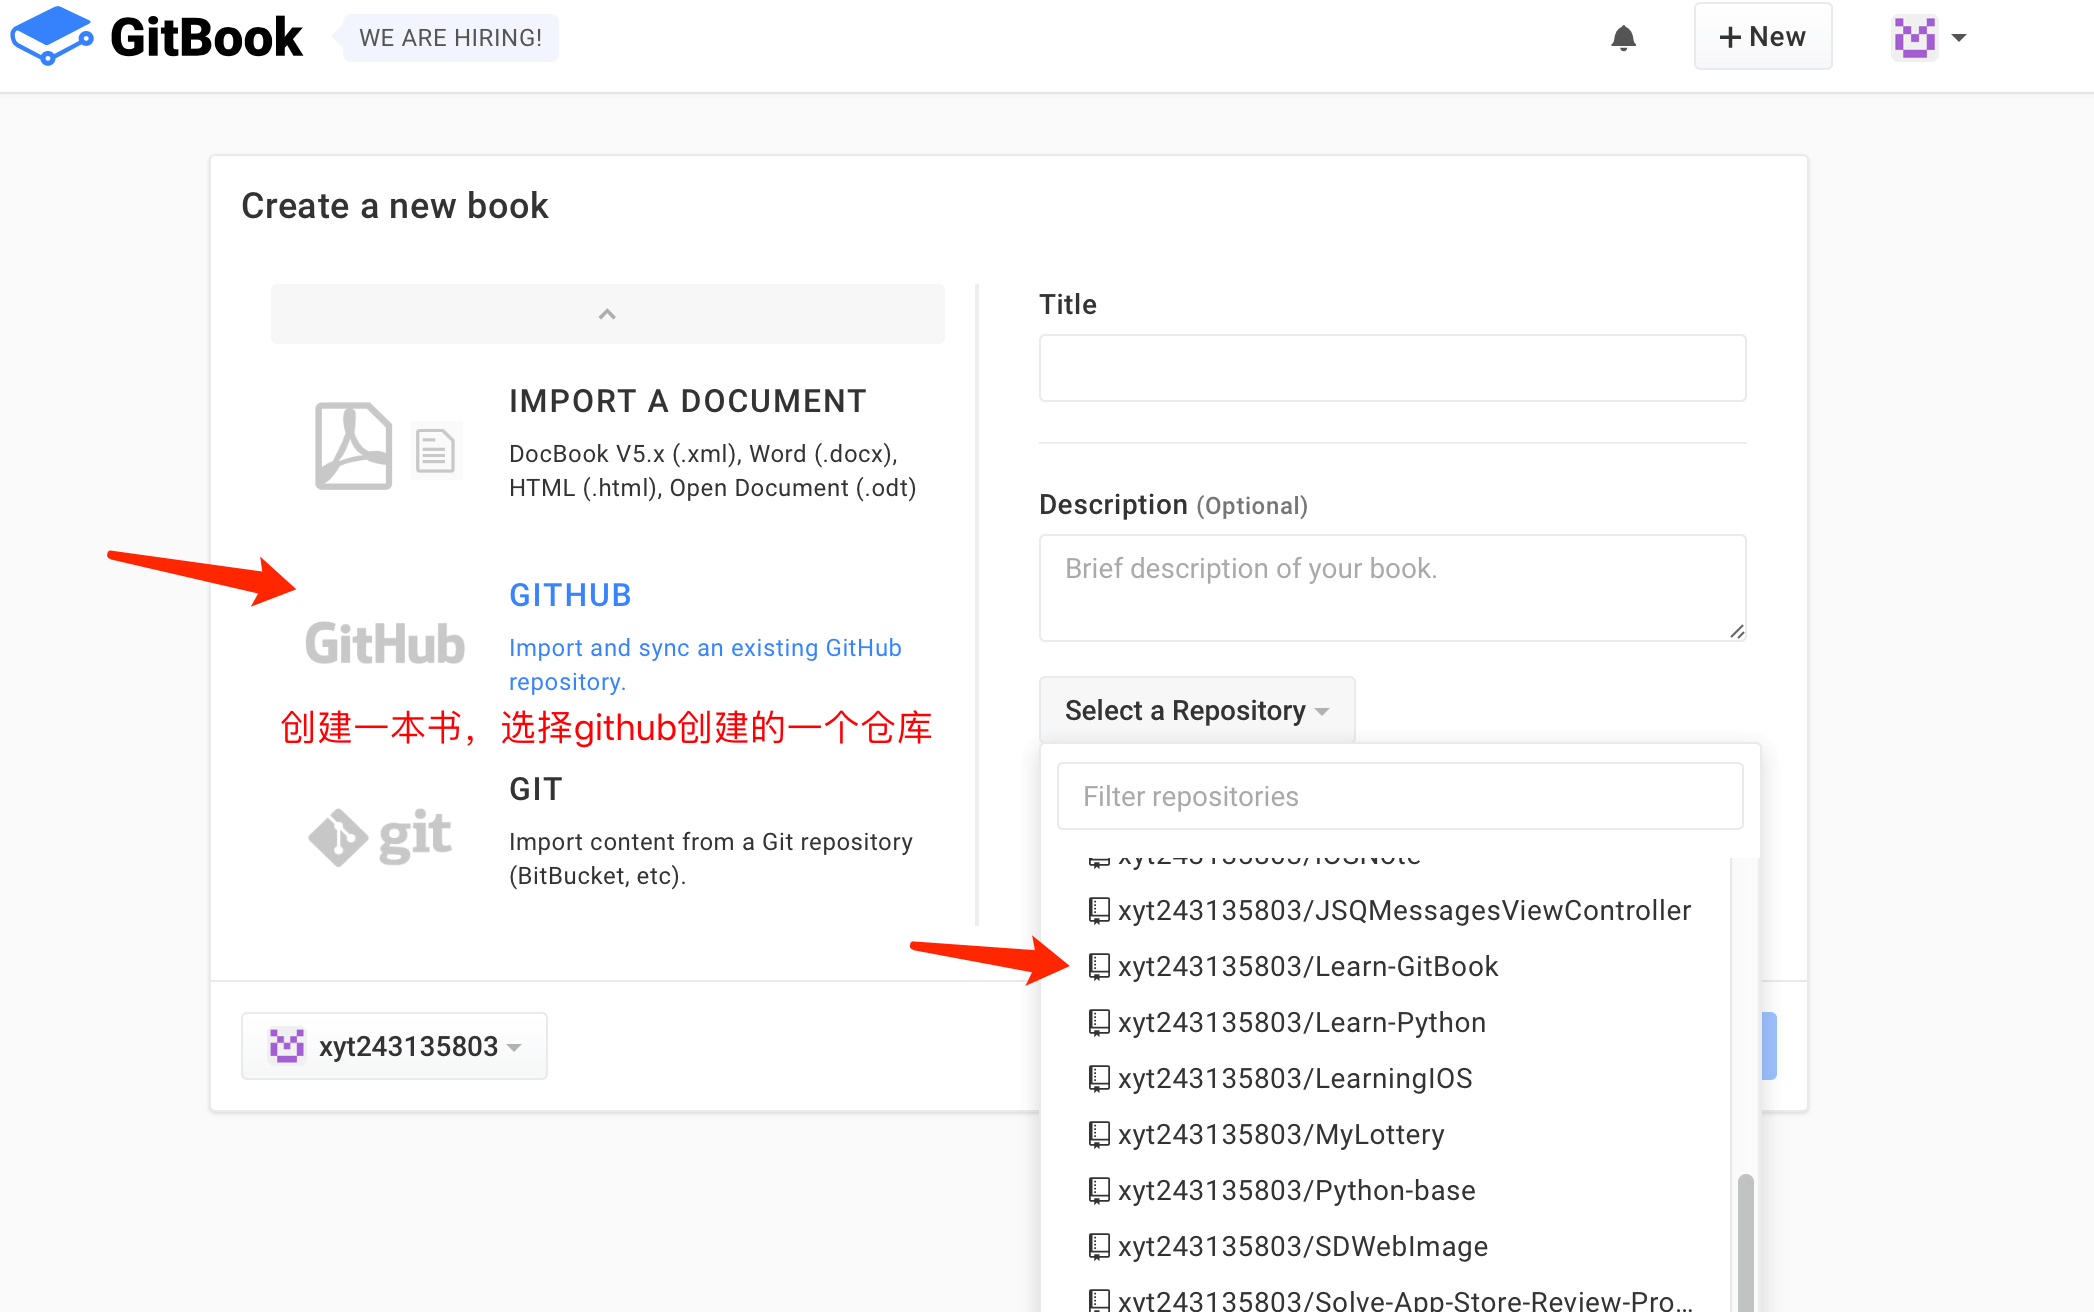 GitBook
WE ARE HIRING!
+ New
Create a new book
IMPORT A DOCUMENT
DocBook V5.x (.xml), Word (.docx),
HTML (.html), Open Document (.odt)
GitHub
GITHUB
Import and sync an existing GitHub
repository.
创建一本书，选择github创建的一个仓库
git
GIT
Import content from a Git repository
(BitBucket, etc).
Title
Description (Optional)
Brief description of your book.
Select a Repository
Filter repositories
xyt243135803/iOSNote
xyt243135803/JSQMessagesViewController
xyt243135803/Learn-GitBook
xyt243135803/Learn-Python
xyt243135803/LearningIOS
xyt243135803/MyLottery
xyt243135803/Python-base
xyt243135803/SDWebImage
xyt243135803/Solve-App-Store-Review-Pro...
xyt243135803